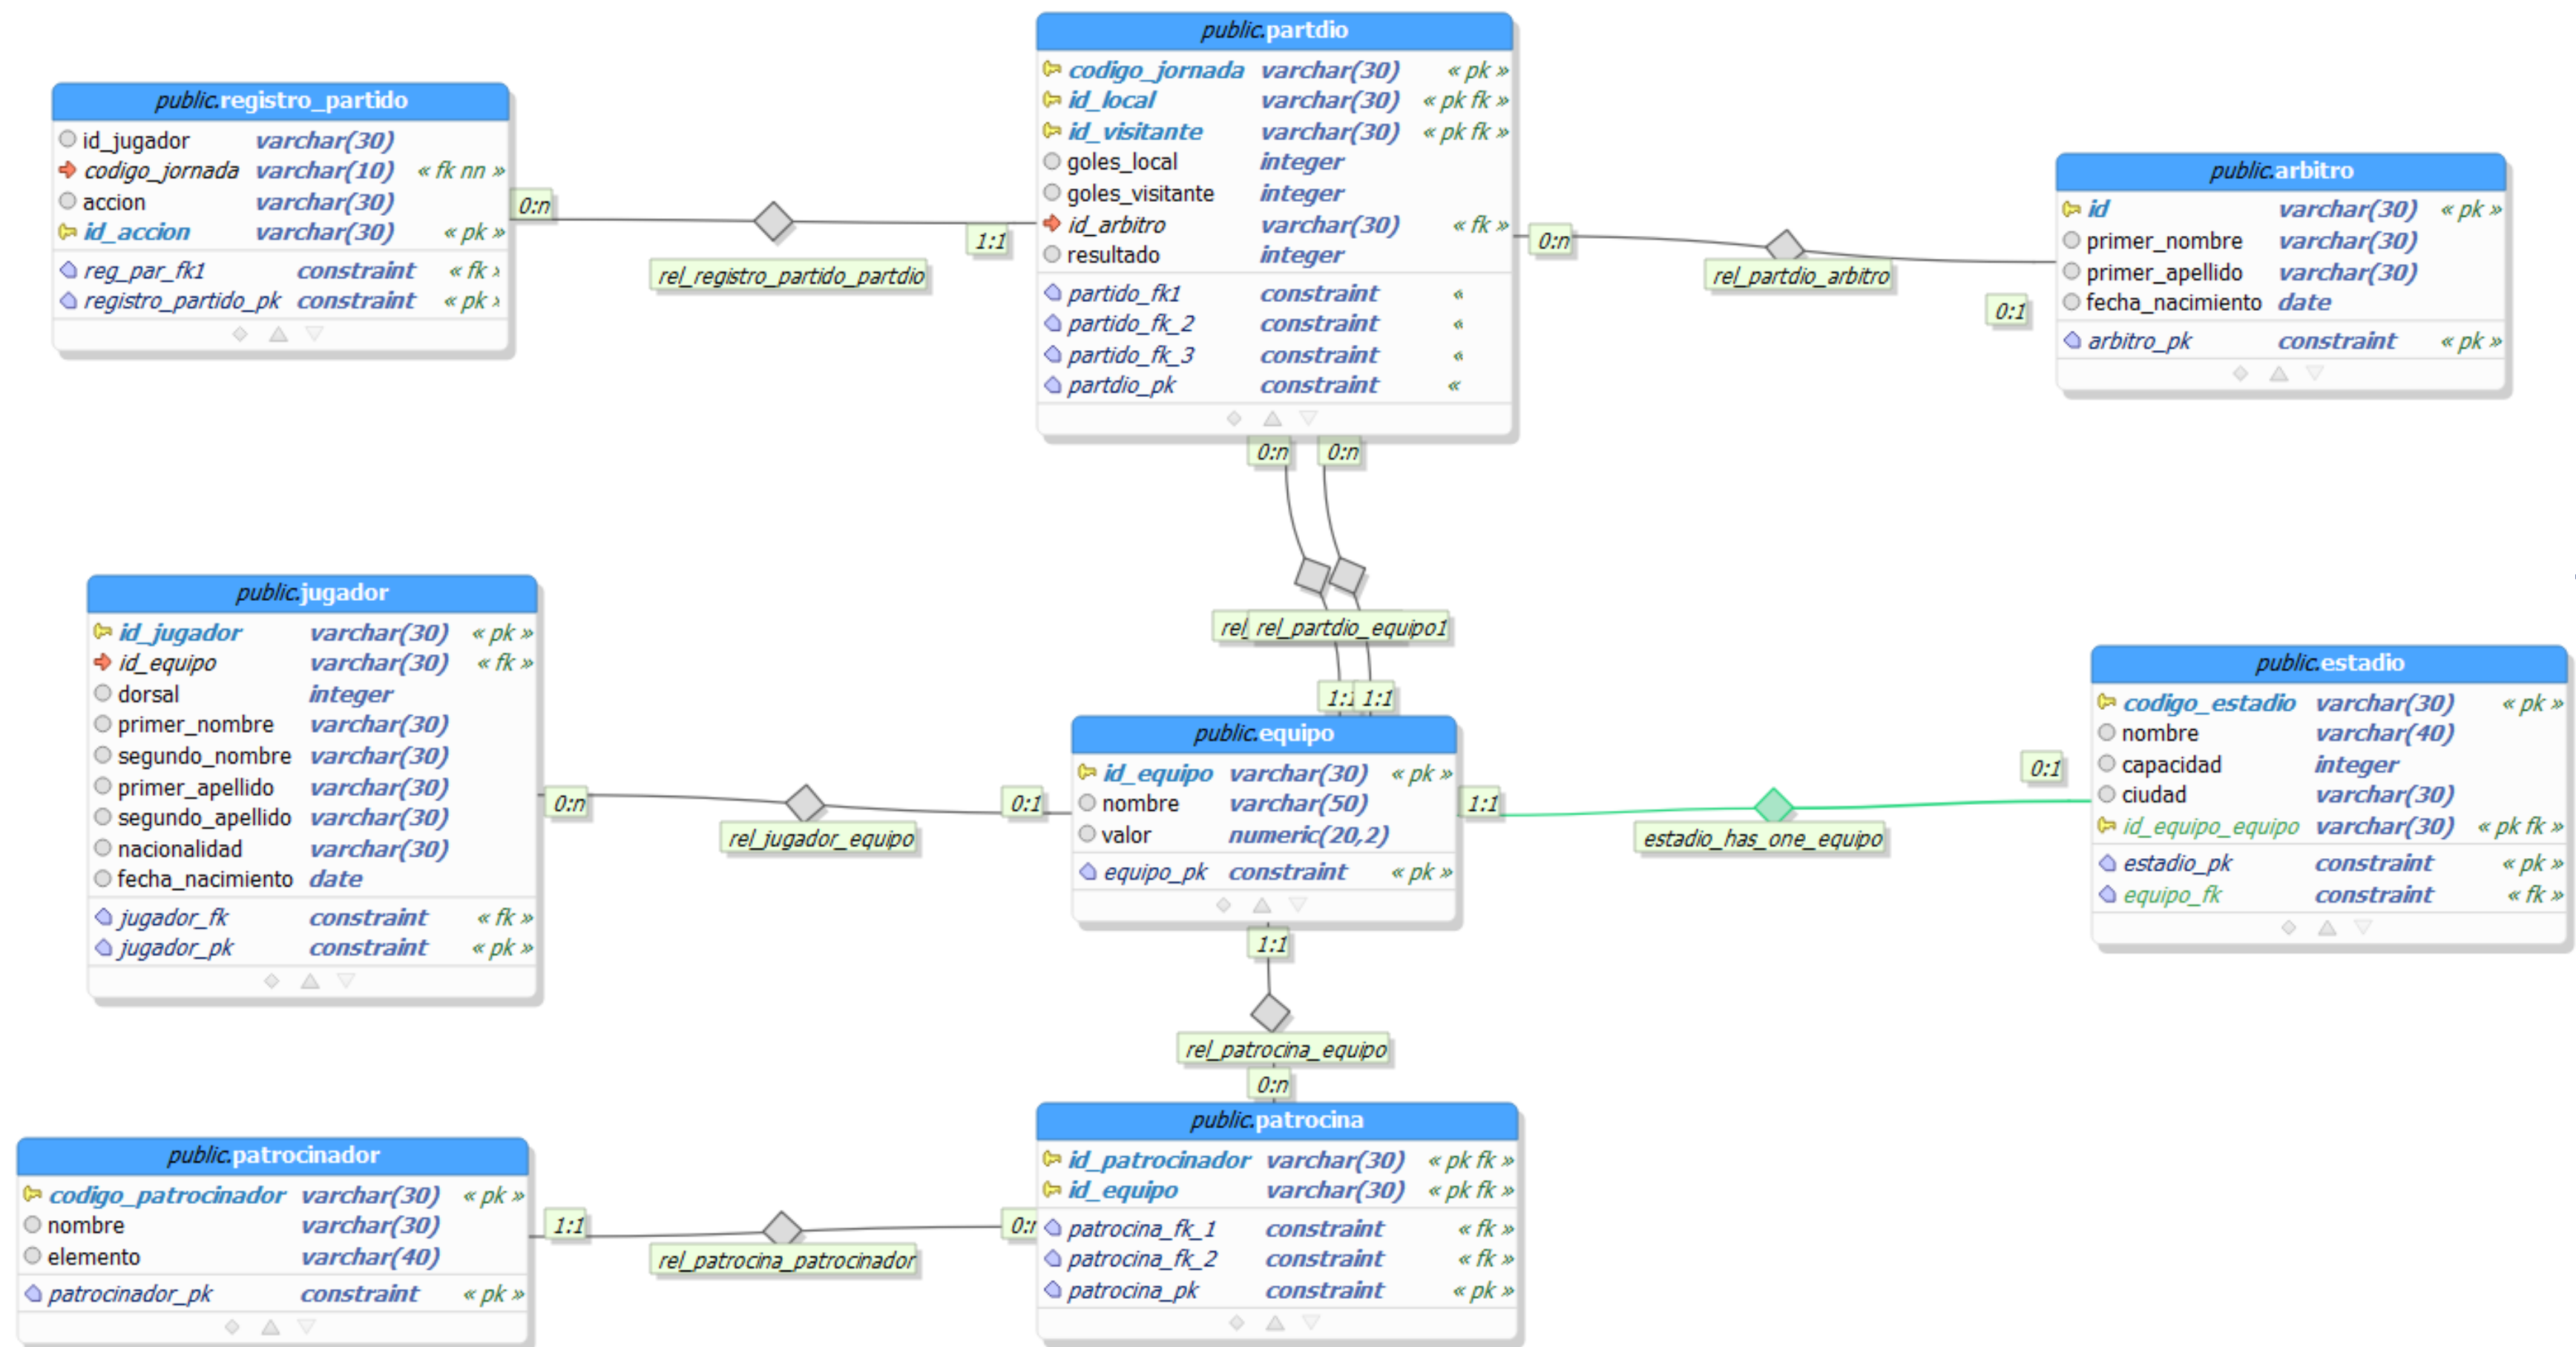 public.partdio
codigo_jornada varchar(30) « pk »
id_local varchar(30) « pk fk »
id_visitante varchar(30) « pk fk »
goles_local integer
goles_visitante integer
id_arbitro varchar(30) « fk »
resultado integer
partido_fk1 constraint «
partido_fk_2 constraint «
partido_fk_3 constraint «
partdio_pk constraint «
public.registro_partido
id_jugador varchar(30)
codigo_jornada varchar(10) « fk nn »
accion varchar(30)
id_accion varchar(30) « pk »
reg_par_fk1 constraint « fk »
registro_partido_pk constraint « pk »
0:n
1:1
rel_registro_partido_partdio
public.arbitro
id varchar(30) « pk »
primer_nombre varchar(30)
primer_apellido varchar(30)
fecha_nacimiento date
arbitro_pk constraint « pk »
0:n
rel_partdio_arbitro
0:1
0:n 0:n
rel_ rel_partdio_equipo1
1:1 1:1
public.jugador
id_jugador varchar(30) « pk »
id_equipo varchar(30) « fk »
dorsal integer
primer_nombre varchar(30)
segundo_nombre varchar(30)
primer_apellido varchar(30)
segundo_apellido varchar(30)
nacionalidad varchar(30)
fecha_nacimiento date
jugador_fk constraint « fk »
jugador_pk constraint « pk »
0:n
rel_jugador_equipo
0:1
public.equipo
id_equipo varchar(30) « pk »
nombre varchar(50)
valor numeric(20,2)
equipo_pk constraint « pk »
1:1
estadio_has_one_equipo
0:1
public.estadio
codigo_estadio varchar(30) « pk »
nombre varchar(40)
capacidad integer
ciudad varchar(30)
id_equipo_equipo varchar(30) « pk fk »
estadio_pk constraint « pk »
equipo_fk constraint « fk »
1:1
rel_patrocina_equipo
0:n
public.patrocina
id_patrocinador varchar(30) « pk fk »
id_equipo varchar(30) « pk fk »
patrocina_fk_1 constraint « fk »
patrocina_fk_2 constraint « fk »
patrocina_pk constraint « pk »
public.patrocinador
codigo_patrocinador varchar(30) « pk »
nombre varchar(30)
elemento varchar(40)
patrocinador_pk constraint « pk »
1:1
rel_patrocina_patrocinador
0:n